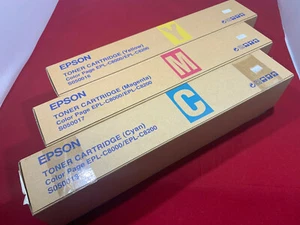 EPSON
TONER CARTRIDGE (Yellow)
Color Page EPL-C8000/EPL-C8200
S050016
Y
EPSON
TONER CARTRIDGE (Magenta)
Color Page EPL-C8000/EPL-C8200
S050017
M
EPSON
TONER CARTRIDGE (Cyan)
Color Page EPL-C8000/EPL-C8200
C